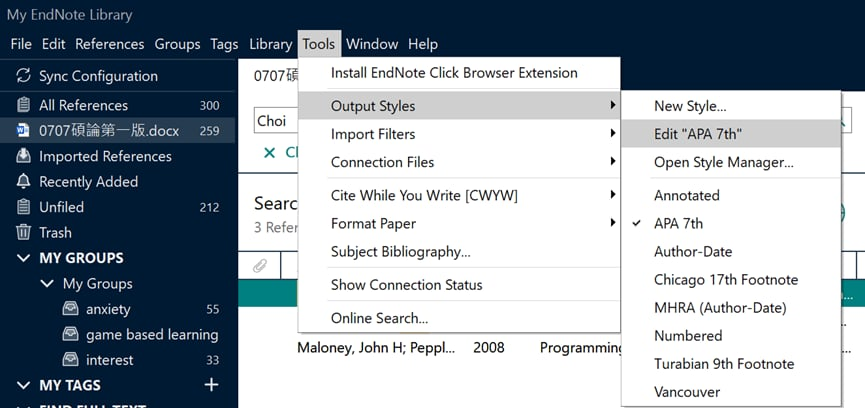 My EndNote Library
File Edit References Groups Tags Library Tools Window Help
Sync Configuration
All References 300
0707碩論第一版.docx 259
Imported References
Recently Added
Unfiled 212
Trash
MY GROUPS
My Groups
anxiety 55
game based learning
interest 33
MY TAGS +
FIND FULL TEXT
0707碩
Choi
Searc
3 Refer
Maloney, John H; Peppl... 2008 Programming
Install EndNote Click Browser Extension
Output Styles
Import Filters
Connection Files
Cite While You Write [CWYW]
Format Paper
Subject Bibliography...
Show Connection Status
Online Search...
New Style...
Edit "APA 7th"
Open Style Manager...
Annotated
APA 7th
Author-Date
Chicago 17th Footnote
MHRA (Author-Date)
Numbered
Turabian 9th Footnote
Vancouver